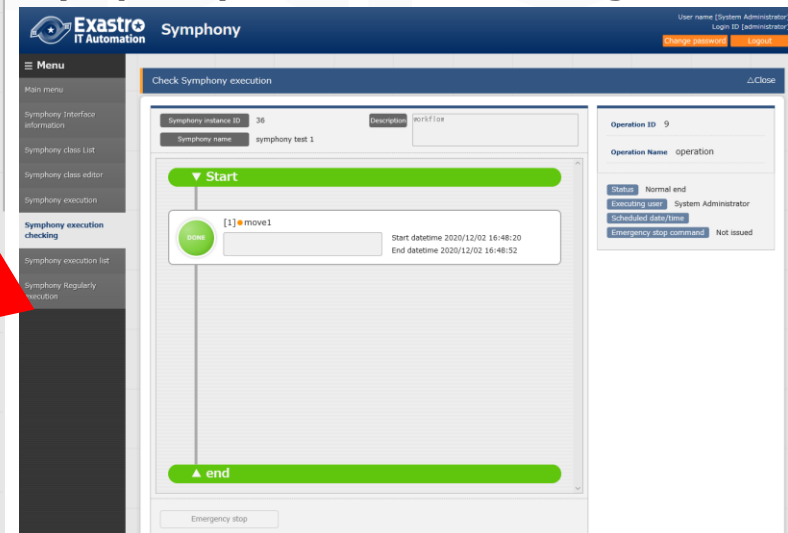 Exastro
IT Automation
Symphony
User name [System Administrator]
Login ID [administrator]
Change password
Logout
Menu
Main menu
Symphony Interface
information
Symphony class List
Symphony class editor
Symphony execution
Symphony execution
checking
Symphony execution list
Symphony Regularly
execution
Check Symphony execution
△Close
Symphony instance ID 36
Description workflow
Symphony name symphony test 1
▼ Start
[1]●move1
DONE
Start datetime 2020/12/02 16:48:20
End datetime 2020/12/02 16:48:52
▲ end
Emergency stop
Operation ID 9
Operation Name operation
Status Normal end
Executing user System Administrator
Scheduled date/time
Emergency stop command Not issued